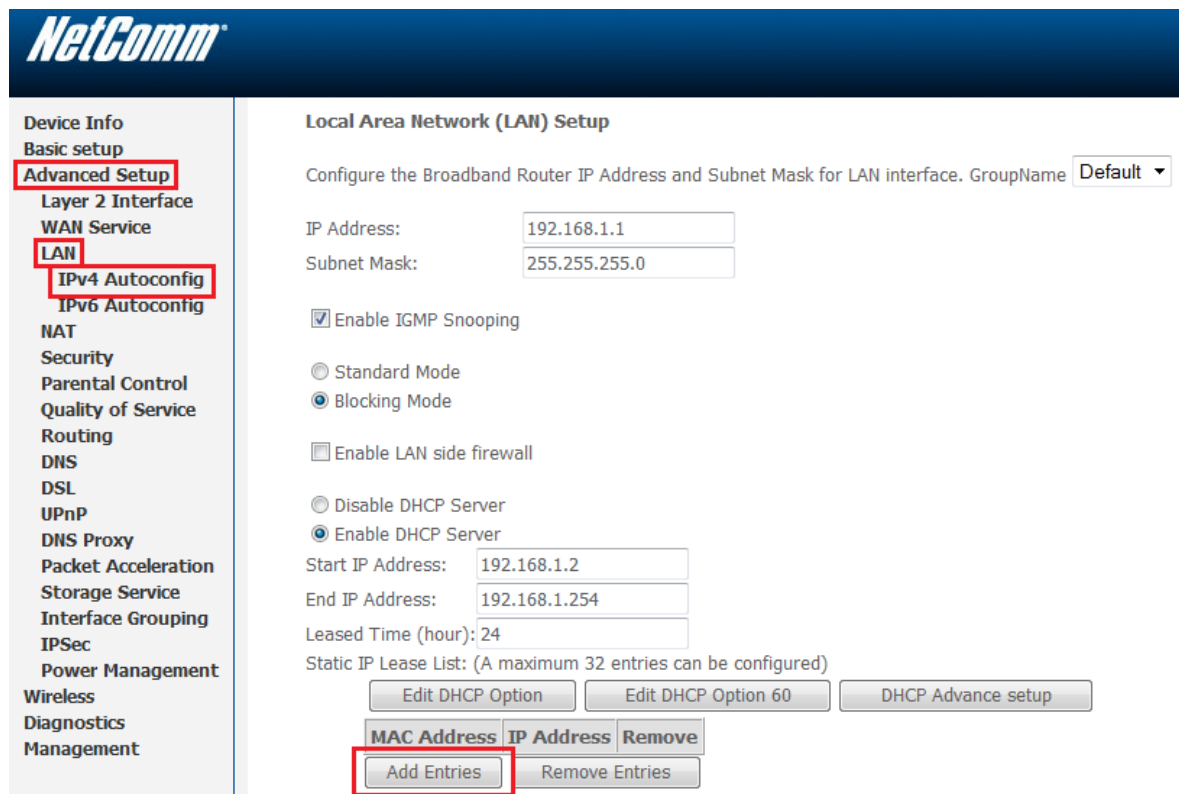 NetComm
Device Info
Basic setup
Advanced Setup
Layer 2 Interface
WAN Service
LAN
IPv4 Autoconfig
IPv6 Autoconfig
NAT
Security
Parental Control
Quality of Service
Routing
DNS
DSL
UPnP
DNS Proxy
Packet Acceleration
Storage Service
Interface Grouping
IPSec
Power Management
Wireless
Diagnostics
Management
Local Area Network (LAN) Setup
Configure the Broadband Router IP Address and Subnet Mask for LAN interface. GroupName Default
IP Address: 192.168.1.1
Subnet Mask: 255.255.255.0
Enable IGMP Snooping
Standard Mode
Blocking Mode
Enable LAN side firewall
Disable DHCP Server
Enable DHCP Server
Start IP Address: 192.168.1.2
End IP Address: 192.168.1.254
Leased Time (hour): 24
Static IP Lease List: (A maximum 32 entries can be configured)
Edit DHCP Option Edit DHCP Option 60 DHCP Advance setup
MAC Address IP Address Remove
Add Entries Remove Entries